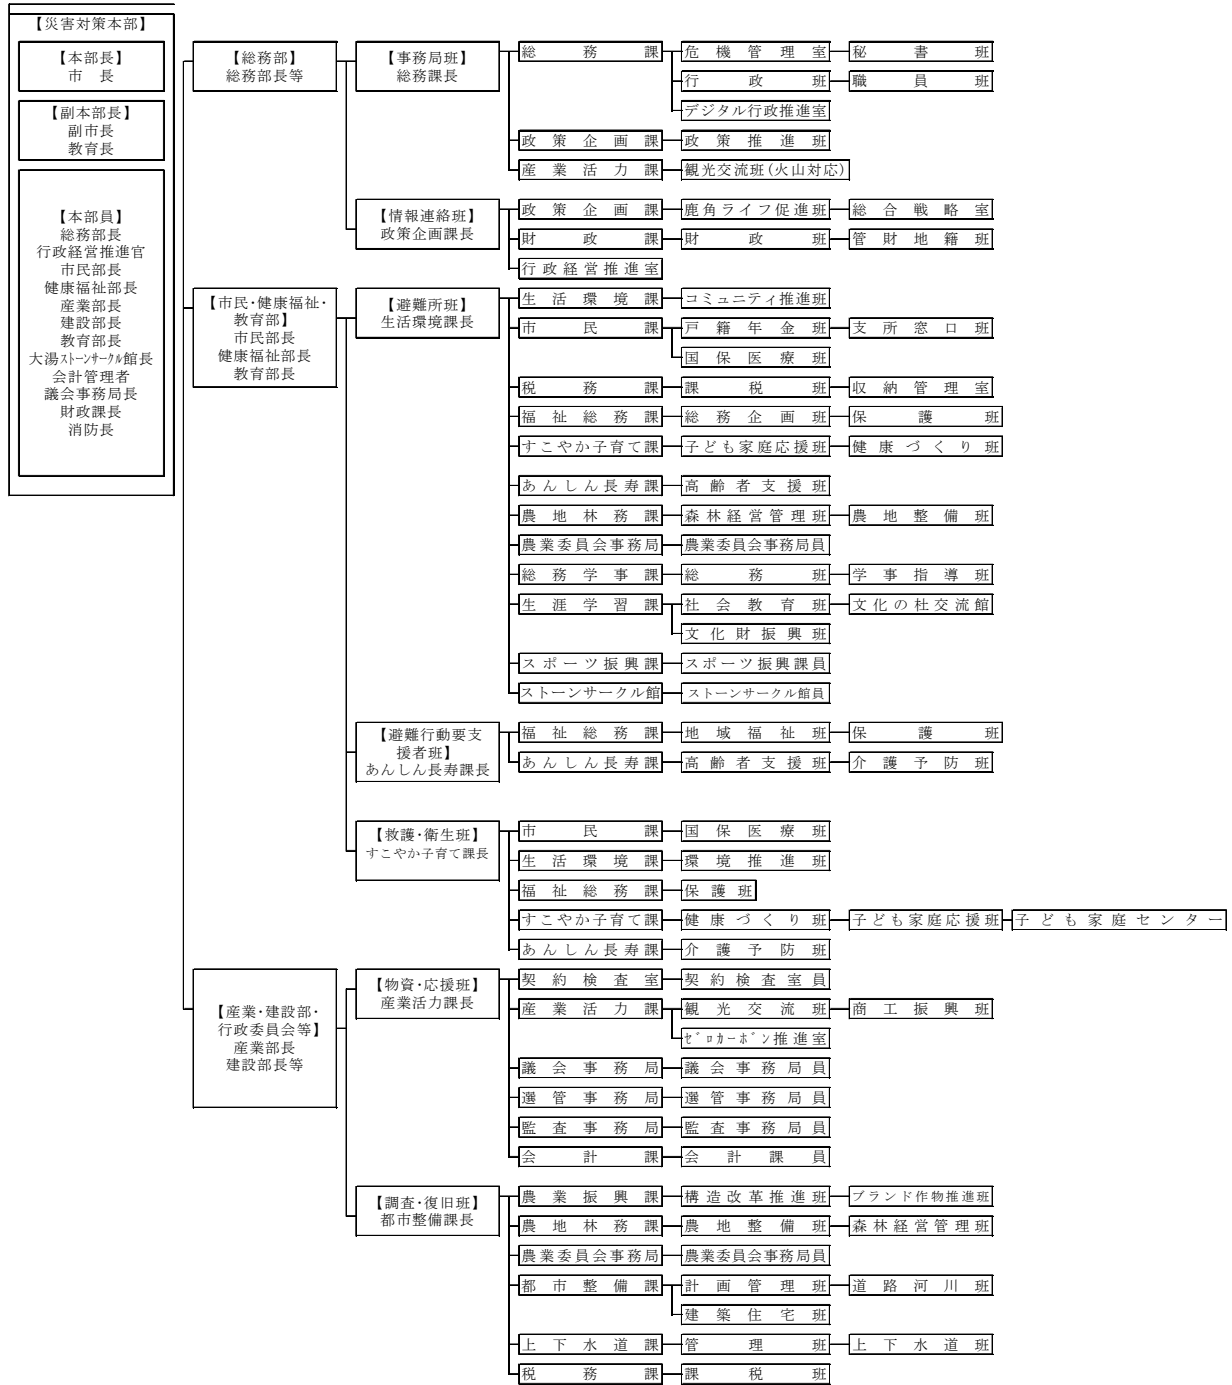 【災害対策本部】
【本部長】
市　長
【副本部長】
副市長
教育長
【本部員】
総務部長
行政経営推進官
市民部長
健康福祉部長
産業部長
建設部長
教育部長
大湯ストーンサークル館長
会計管理者
議会事務局長
財政課長
消防長
【総務部】
総務部長等
【事務局班】
総務課長
総務課 危機管理室 秘書班
行政班 職員班
デジタル行政推進室
政策企画課 政策推進班
産業活力課 観光交流班(火山対応)
【情報連絡班】
政策企画課長
政策企画課 鹿角ライフ促進班 総合戦略室
財政課 財政班 管財地籍班
行政経営推進室
【市民・健康福祉・
教育部】
市民部長
健康福祉部長
教育部長
【避難所班】
生活環境課長
生活環境課 コミュニティ推進班
市民課 戸籍年金班 支所窓口班
国保医療班
税務課 課税班 収納管理室
福祉総務課 総務企画班 保護班
すこやか子育て課 子ども家庭応援班 健康づくり班
あんしん長寿課 高齢者支援班
農地林務課 森林経営管理班 農地整備班
農業委員会事務局 農業委員会事務局員
総務学事課 総務班 学事指導班
生涯学習課 社会教育班 文化の杜交流館
文化財振興班
スポーツ振興課 スポーツ振興課員
ストーンサークル館 ストーンサークル館員
【避難行動要支
援者班】
あんしん長寿課長
福祉総務課 地域福祉班 保護班
あんしん長寿課 高齢者支援班 介護予防班
【救護・衛生班】
すこやか子育て課長
市民課 国保医療班
生活環境課 環境推進班
福祉総務課 保護班
すこやか子育て課 健康づくり班 子ども家庭応援班 子ども家庭センター
あんしん長寿課 介護予防班
【産業・建設部・
行政委員会等】
産業部長
建設部長等
【物資・応援班】
産業活力課長
契約検査室 契約検査室員
産業活力課 観光交流班 商工振興班
ｾﾞﾛｶｰﾎﾞﾝ推進室
議会事務局 議会事務局員
選管事務局 選管事務局員
監査事務局 監査事務局員
会計課 会計課員
【調査・復旧班】
都市整備課長
農業振興課 構造改革推進班 ブランド作物推進班
農地林務課 農地整備班 森林経営管理班
農業委員会事務局 農業委員会事務局員
都市整備課 計画管理班 道路河川班
建築住宅班
上下水道課 管理班 上下水道班
税務課 課税班